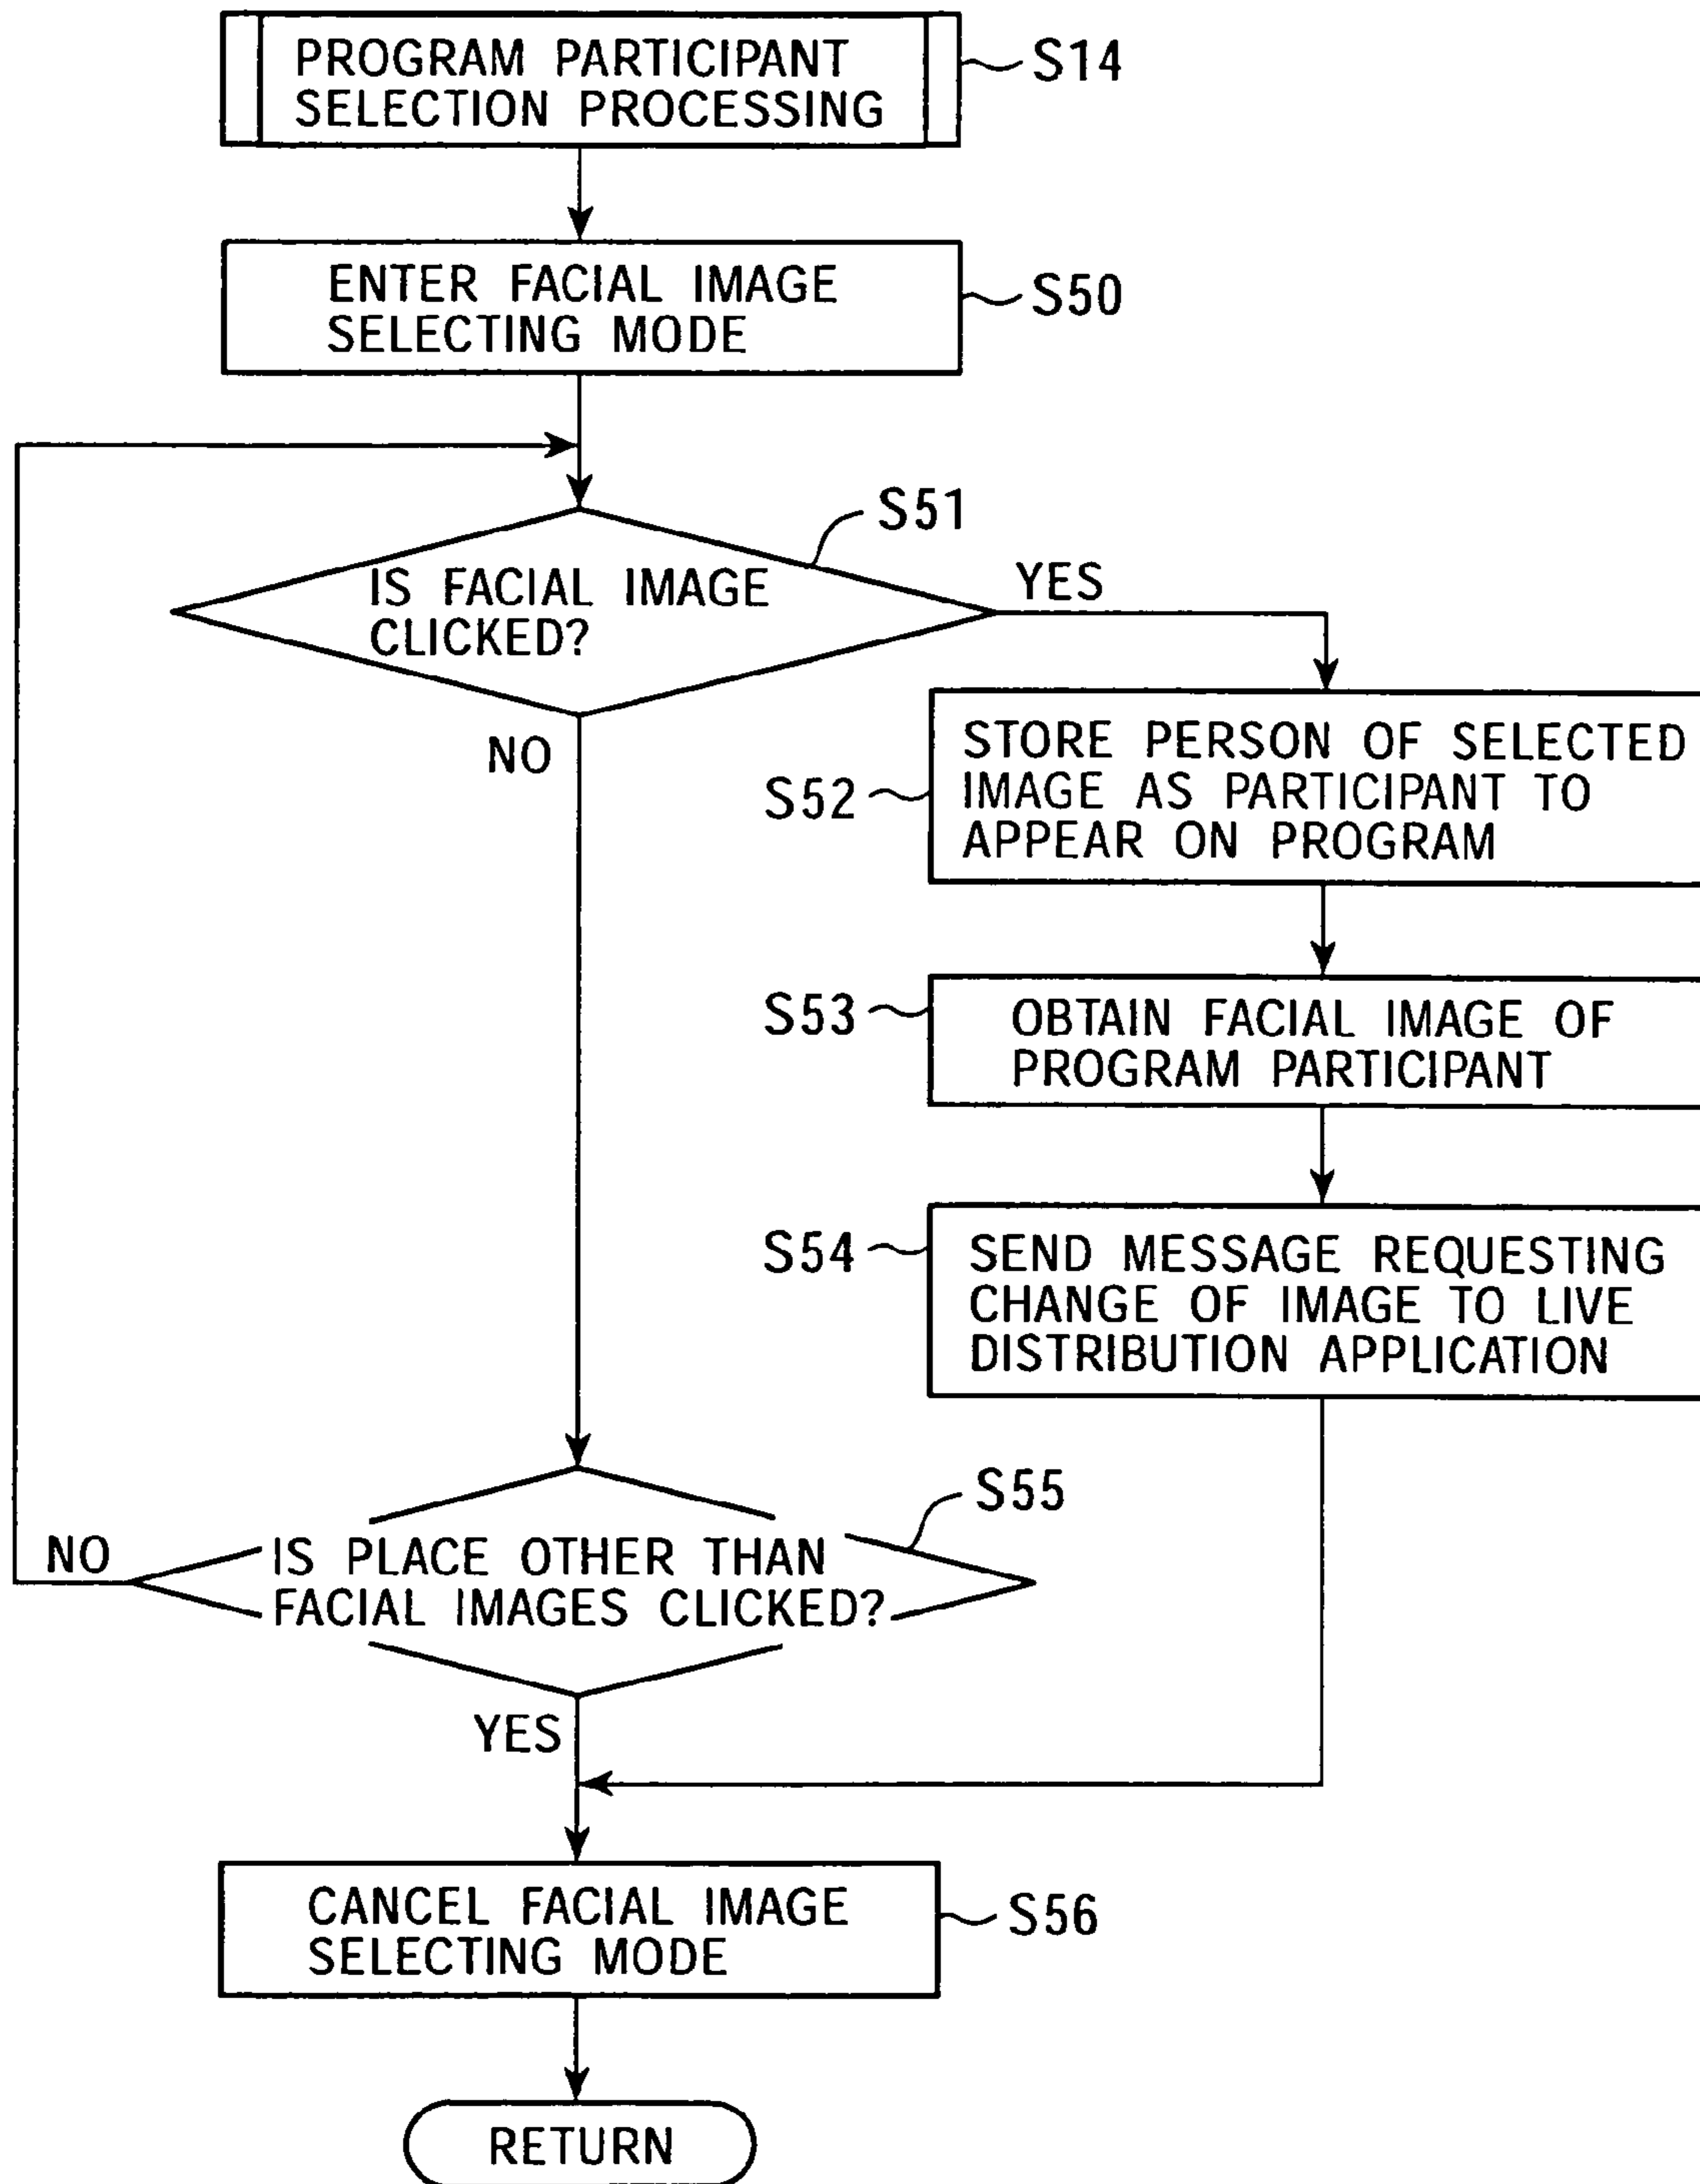 PROGRAM PARTICIPANT
SELECTION PROCESSING
S14
ENTER FACIAL IMAGE
SELECTING MODE
S50
S51
IS FACIAL IMAGE
CLICKED?
YES
NO
S52
STORE PERSON OF SELECTED
IMAGE AS PARTICIPANT TO
APPEAR ON PROGRAM
S53
OBTAIN FACIAL IMAGE OF
PROGRAM PARTICIPANT
S54
SEND MESSAGE REQUESTING
CHANGE OF IMAGE TO LIVE
DISTRIBUTION APPLICATION
S55
NO
IS PLACE OTHER THAN
FACIAL IMAGES CLICKED?
YES
CANCEL FACIAL IMAGE
SELECTING MODE
S56
RETURN